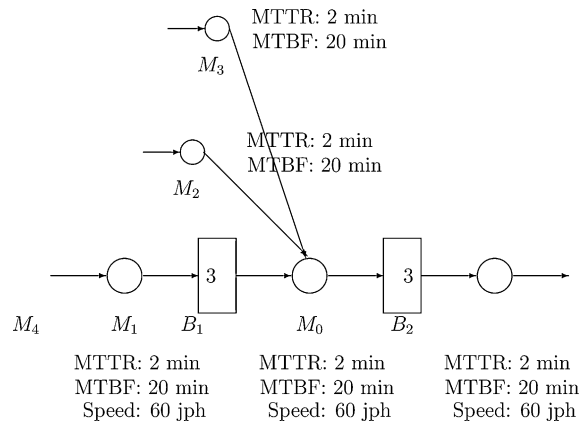 MTTR: 2 min
MTBF: 20 min
M3
MTTR: 2 min
MTBF: 20 min
M2
3 3
M4 M1 B1 M0 B2
MTTR: 2 min MTTR: 2 min MTTR: 2 min
MTBF: 20 min MTBF: 20 min MTBF: 20 min
Speed: 60 jph Speed: 60 jph Speed: 60 jph